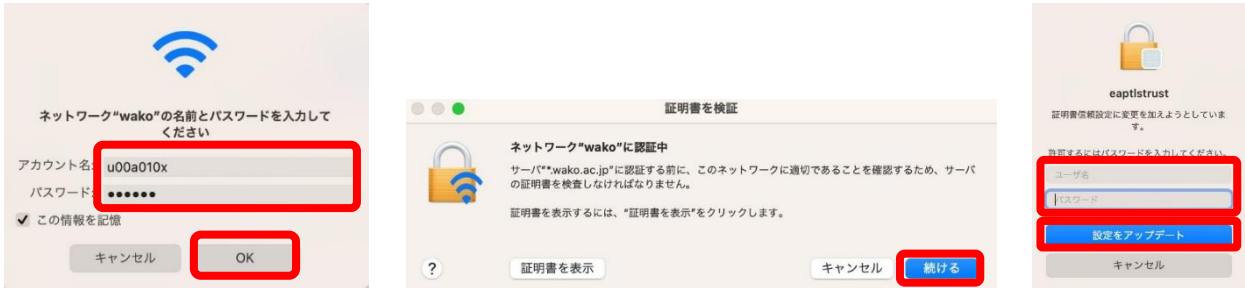 ネットワーク“wako”の名前とパスワードを入力して
ください
アカウント名: u00a010x
パスワード: ●●●●●●
この情報を記憶
キャンセル
OK
証明書を検証
ネットワーク“wako”に認証中
サーバ“*.wako.ac.jp”に認証する前に、このネットワークに適切であることを確認するため、サーバ
の証明書を検査しなければなりません。
証明書を表示するには、“証明書を表示”をクリックします。
?
証明書を表示
キャンセル
続ける
eaptlstrust
証明書信頼設定に変更を加えようとしていま
す。
許可するにはパスワードを入力してください。
ユーザ名
パスワード
設定をアップデート
キャンセル